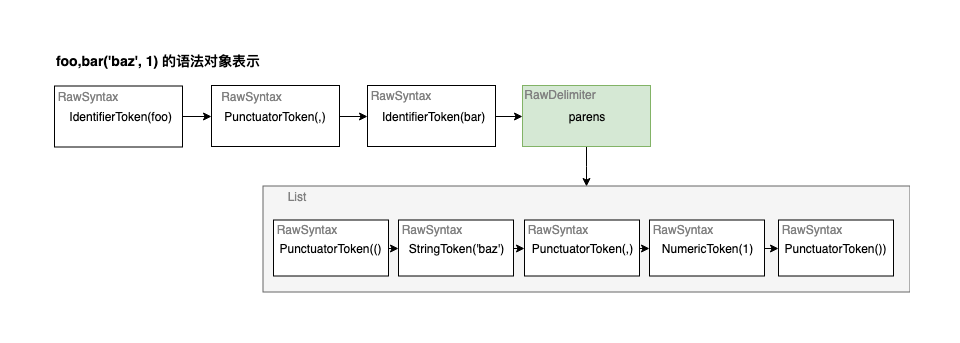 foo,bar('baz', 1) 的语法对象表示
RawSyntax
IdentifierToken(foo)
RawSyntax
PunctuatorToken(,)
RawSyntax
IdentifierToken(bar)
RawDelimiter
parens
List
RawSyntax
PunctuatorToken(()
RawSyntax
StringToken('baz')
RawSyntax
PunctuatorToken(,)
RawSyntax
NumericToken(1)
RawSyntax
PunctuatorToken())